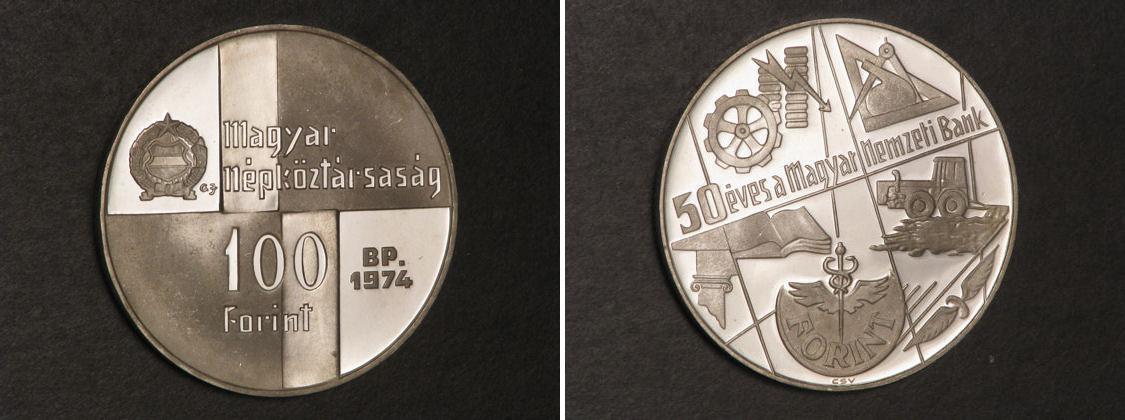 Magyar
Népköztársaság
100
Forint
BP.
1974
50 éves a Magyar Nemzeti Bank
FORINT
CSV